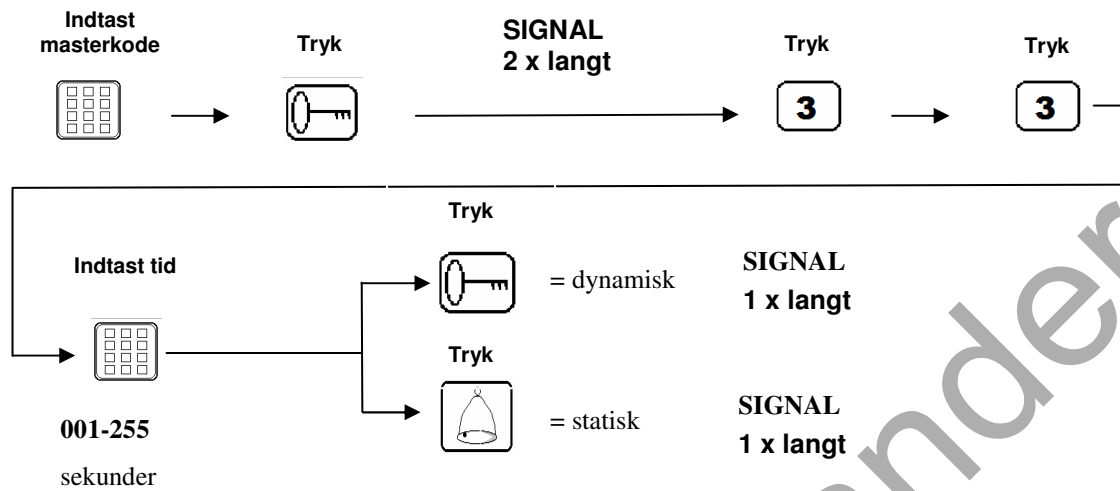 Indtast
masterkode
Tryk
SIGNAL
2 x langt
Tryk
3
Tryk
3
Indtast tid
001-255
sekunder
Tryk
= dynamisk
SIGNAL
1 x langt
Tryk
= statisk
SIGNAL
1 x langt